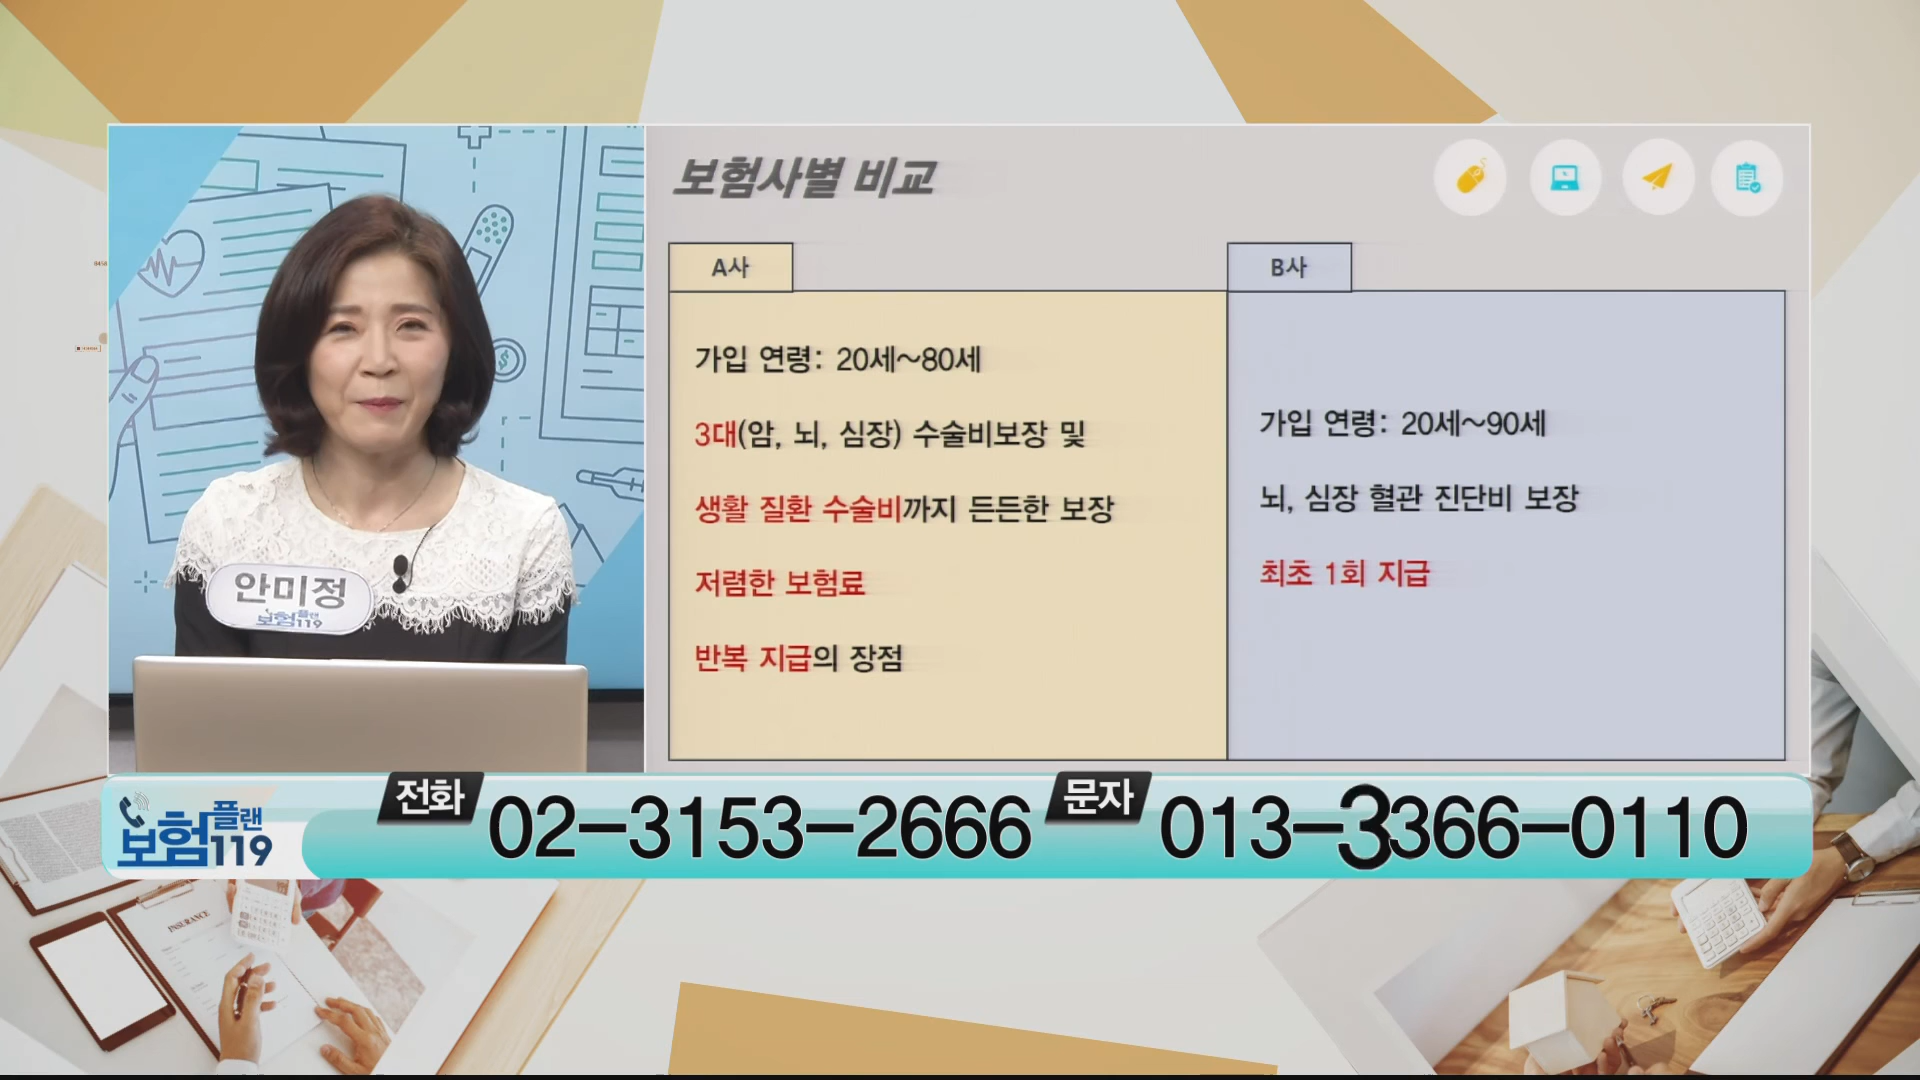 보험사별 비교
A사
가입 연령: 20세~80세
3대(암, 뇌, 심장) 수술비보장 및
생활 질환 수술비까지 든든한 보장
저렴한 보험료
반복 지급의 장점
B사
가입 연령: 20세~90세
뇌, 심장 혈관 진단비 보장
최초 1회 지급
안미정
보험플랜119
보험플랜119
전화 02-3153-2666 문자 013-3366-0110
INSURANCE